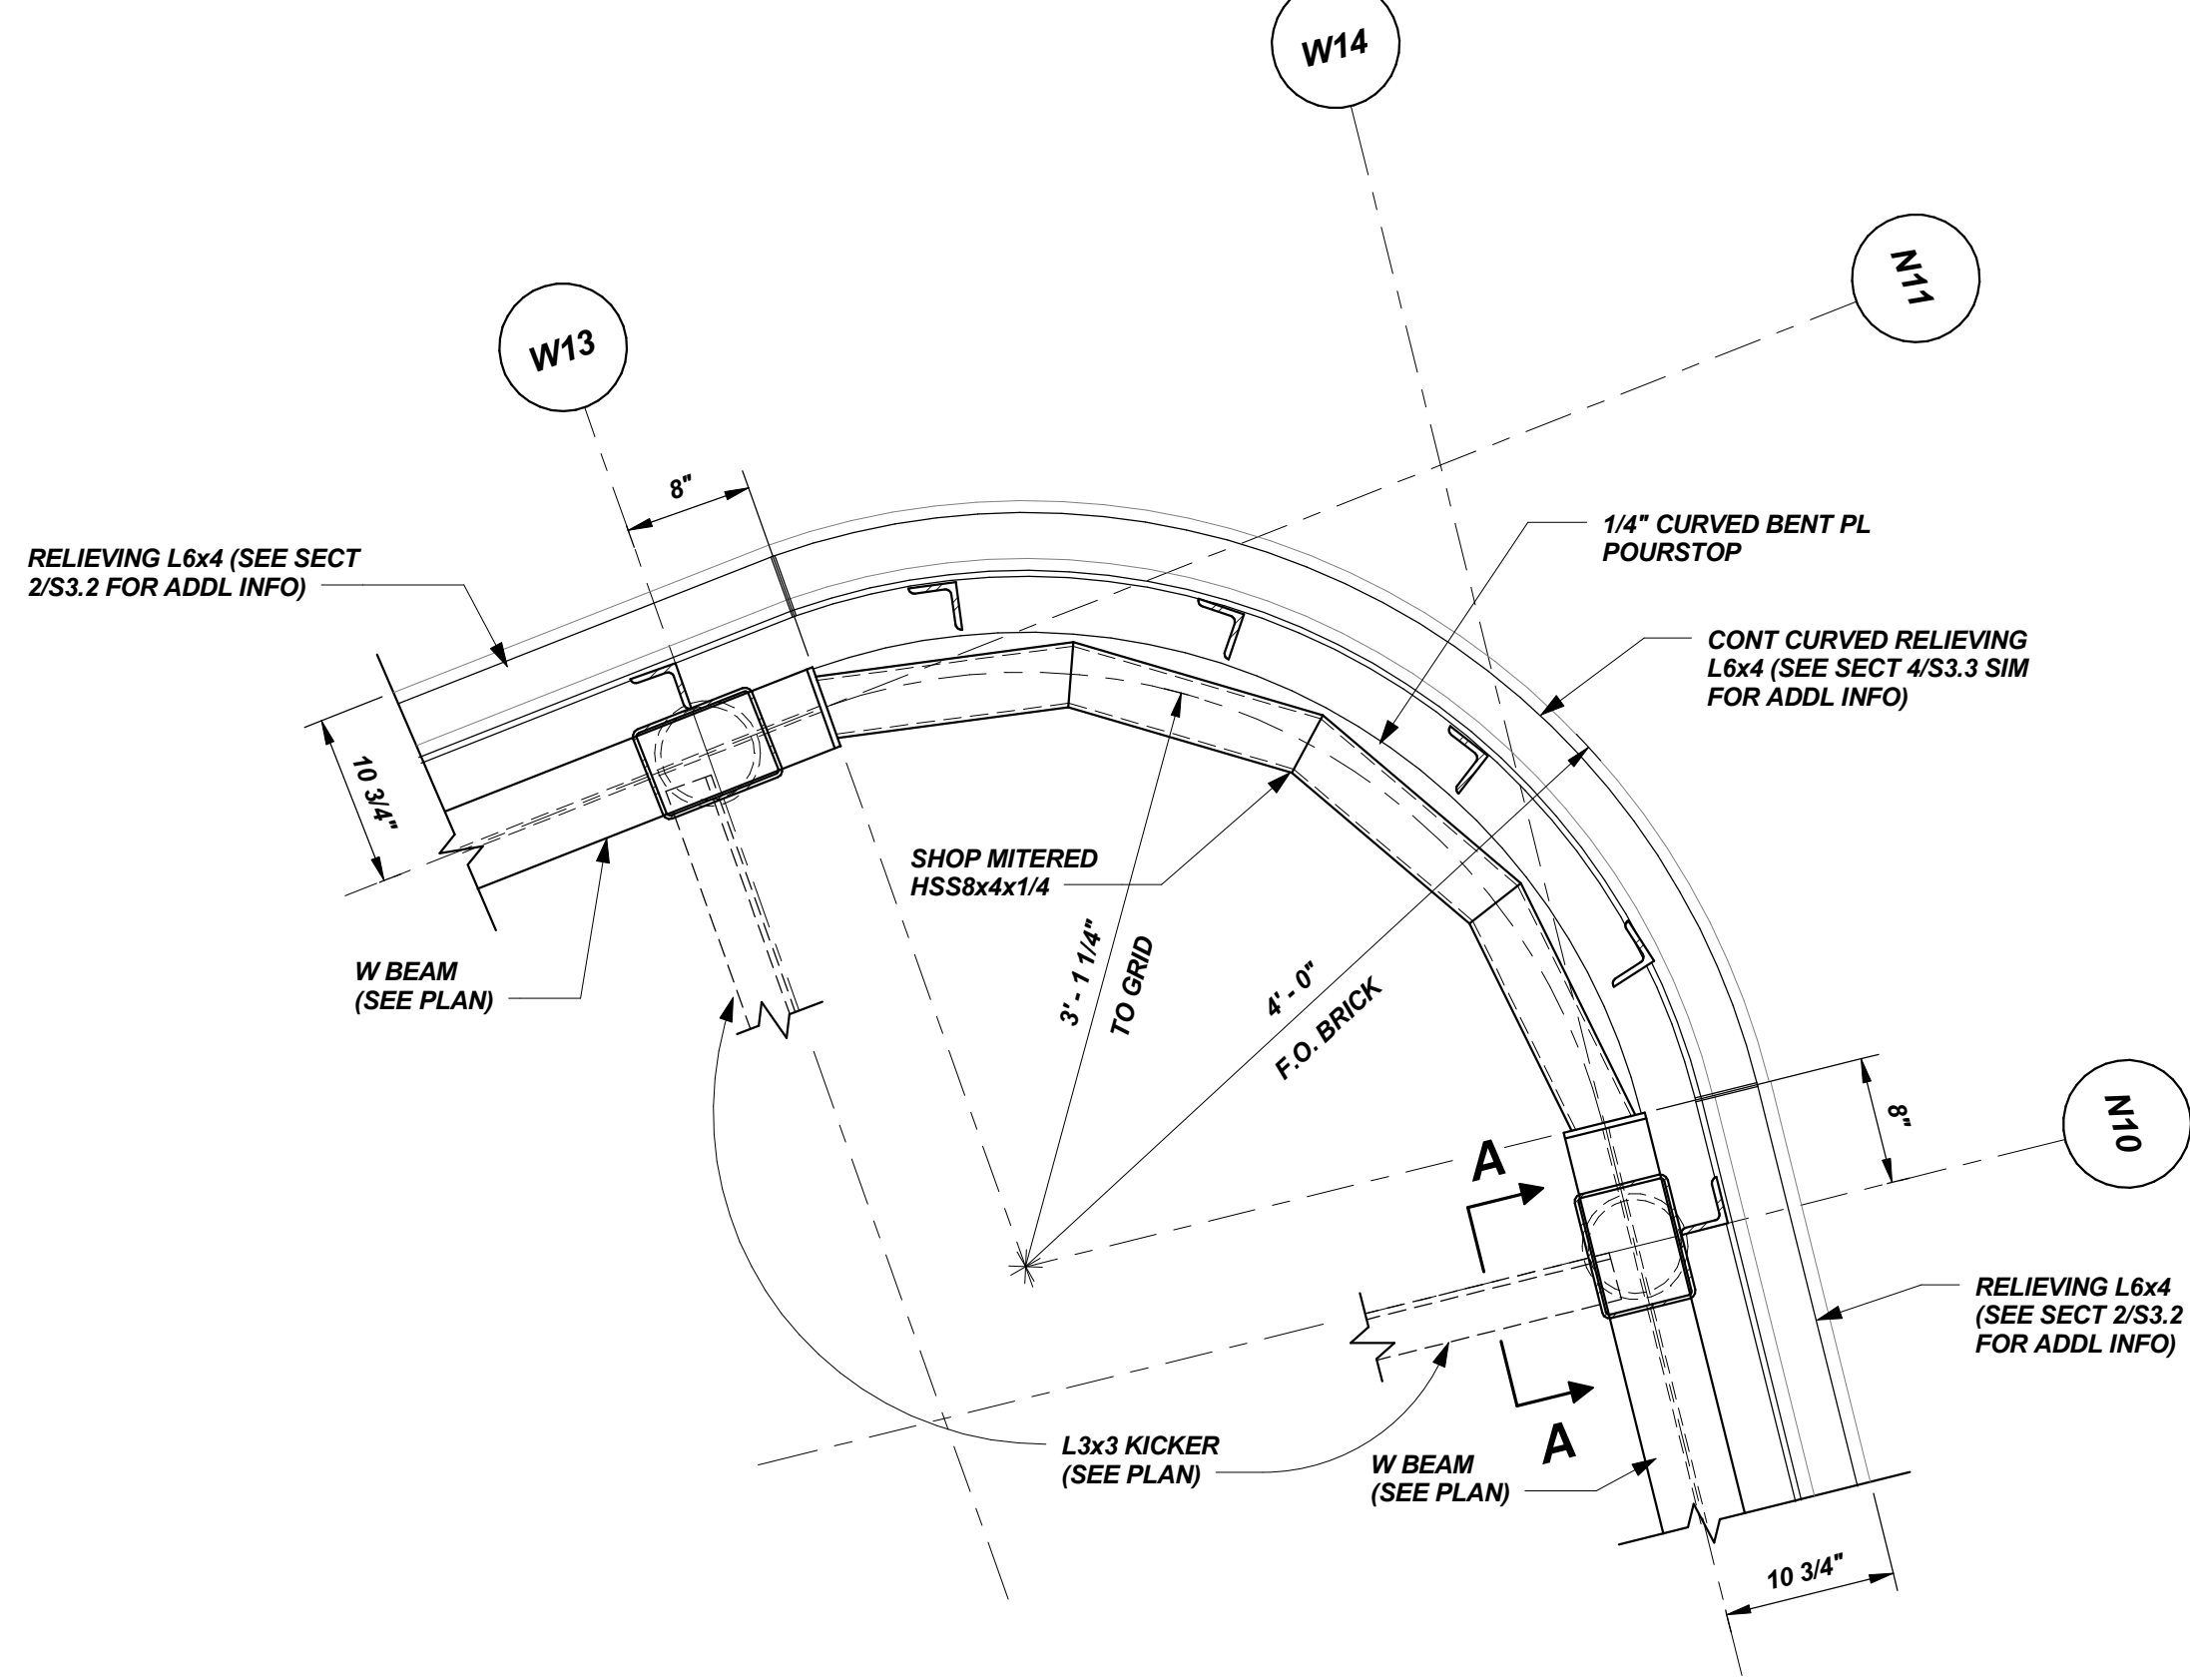 W14
N11
W13
8"
RELIEVING L6x4 (SEE SECT
2/S3.2 FOR ADDL INFO)
1/4" CURVED BENT PL
POURSTOP
CONT CURVED RELIEVING
L6x4 (SEE SECT 4/S3.3 SIM
FOR ADDL INFO)
10 3/4"
SHOP MITERED
HSS8x4x1/4
W BEAM
(SEE PLAN)
3' - 1 1/4"
TO GRID
4' - 0"
F.O. BRICK
8"
N10
A
RELIEVING L6x4
(SEE SECT 2/S3.2
FOR ADDL INFO)
A
L3x3 KICKER
(SEE PLAN)
W BEAM
(SEE PLAN)
10 3/4"